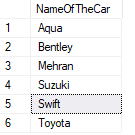 NameOfTheCar
1 Aqua
2 Bentley
3 Mehran
4 Suzuki
5 Swift
6 Toyota